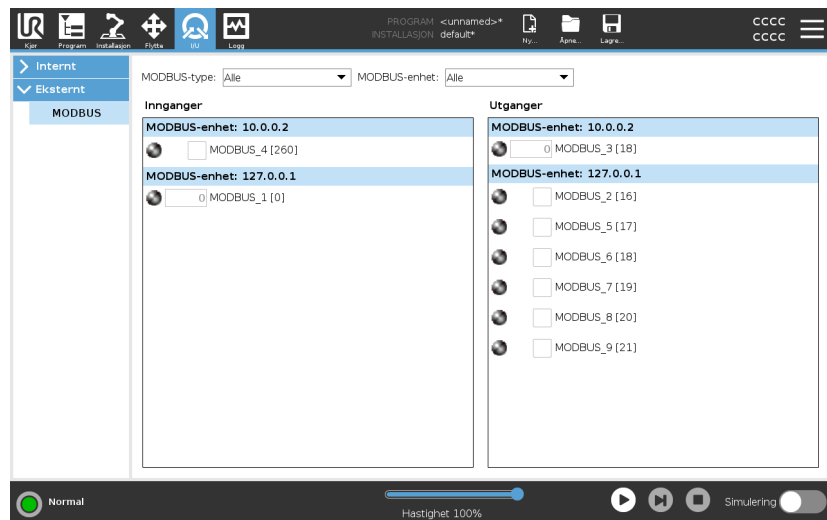 PROGRAM <unnamed>*
INSTALLASJON default*
CCCC
CCCC
UR
Kjør
Program
Installasjon
Flytte
I/U
Logg
Ny...
Åpne...
Lagre...
Internt
Eksternt
MODBUS
MODBUS-type: Alle
MODBUS-enhet: Alle
Innganger
MODBUS-enhet: 10.0.0.2
MODBUS_4 [260]
MODBUS-enhet: 127.0.0.1
0 MODBUS_1 [0]
Utganger
MODBUS-enhet: 10.0.0.2
0 MODBUS_3 [18]
MODBUS-enhet: 127.0.0.1
MODBUS_2 [16]
MODBUS_5 [17]
MODBUS_6 [18]
MODBUS_7 [19]
MODBUS_8 [20]
MODBUS_9 [21]
Normal
Hastighet 100%
Simulering